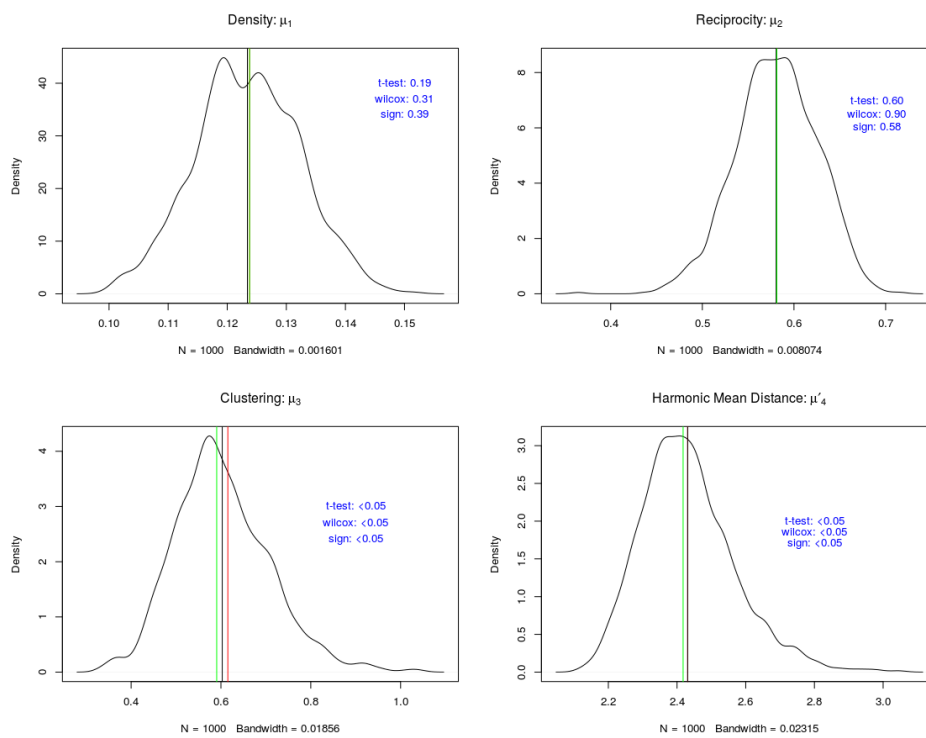 Density: μ₁
Density
0
10
20
30
40
0.10
0.11
0.12
0.13
0.14
0.15
t-test: 0.19
wilcox: 0.31
sign: 0.39
N = 1000 Bandwidth = 0.001601
Reciprocity: μ₂
Density
0
2
4
6
8
0.4
0.5
0.6
0.7
t-test: 0.60
wilcox: 0.90
sign: 0.58
N = 1000 Bandwidth = 0.008074
Clustering: μ₃
Density
0
1
2
3
4
0.4
0.6
0.8
1.0
t-test: <0.05
wilcox: <0.05
sign: <0.05
N = 1000 Bandwidth = 0.01856
Harmonic Mean Distance: μ′₄
Density
0.0
0.5
1.0
1.5
2.0
2.5
3.0
2.2
2.4
2.6
2.8
3.0
t-test: <0.05
wilcox: <0.05
sign: <0.05
N = 1000 Bandwidth = 0.02315